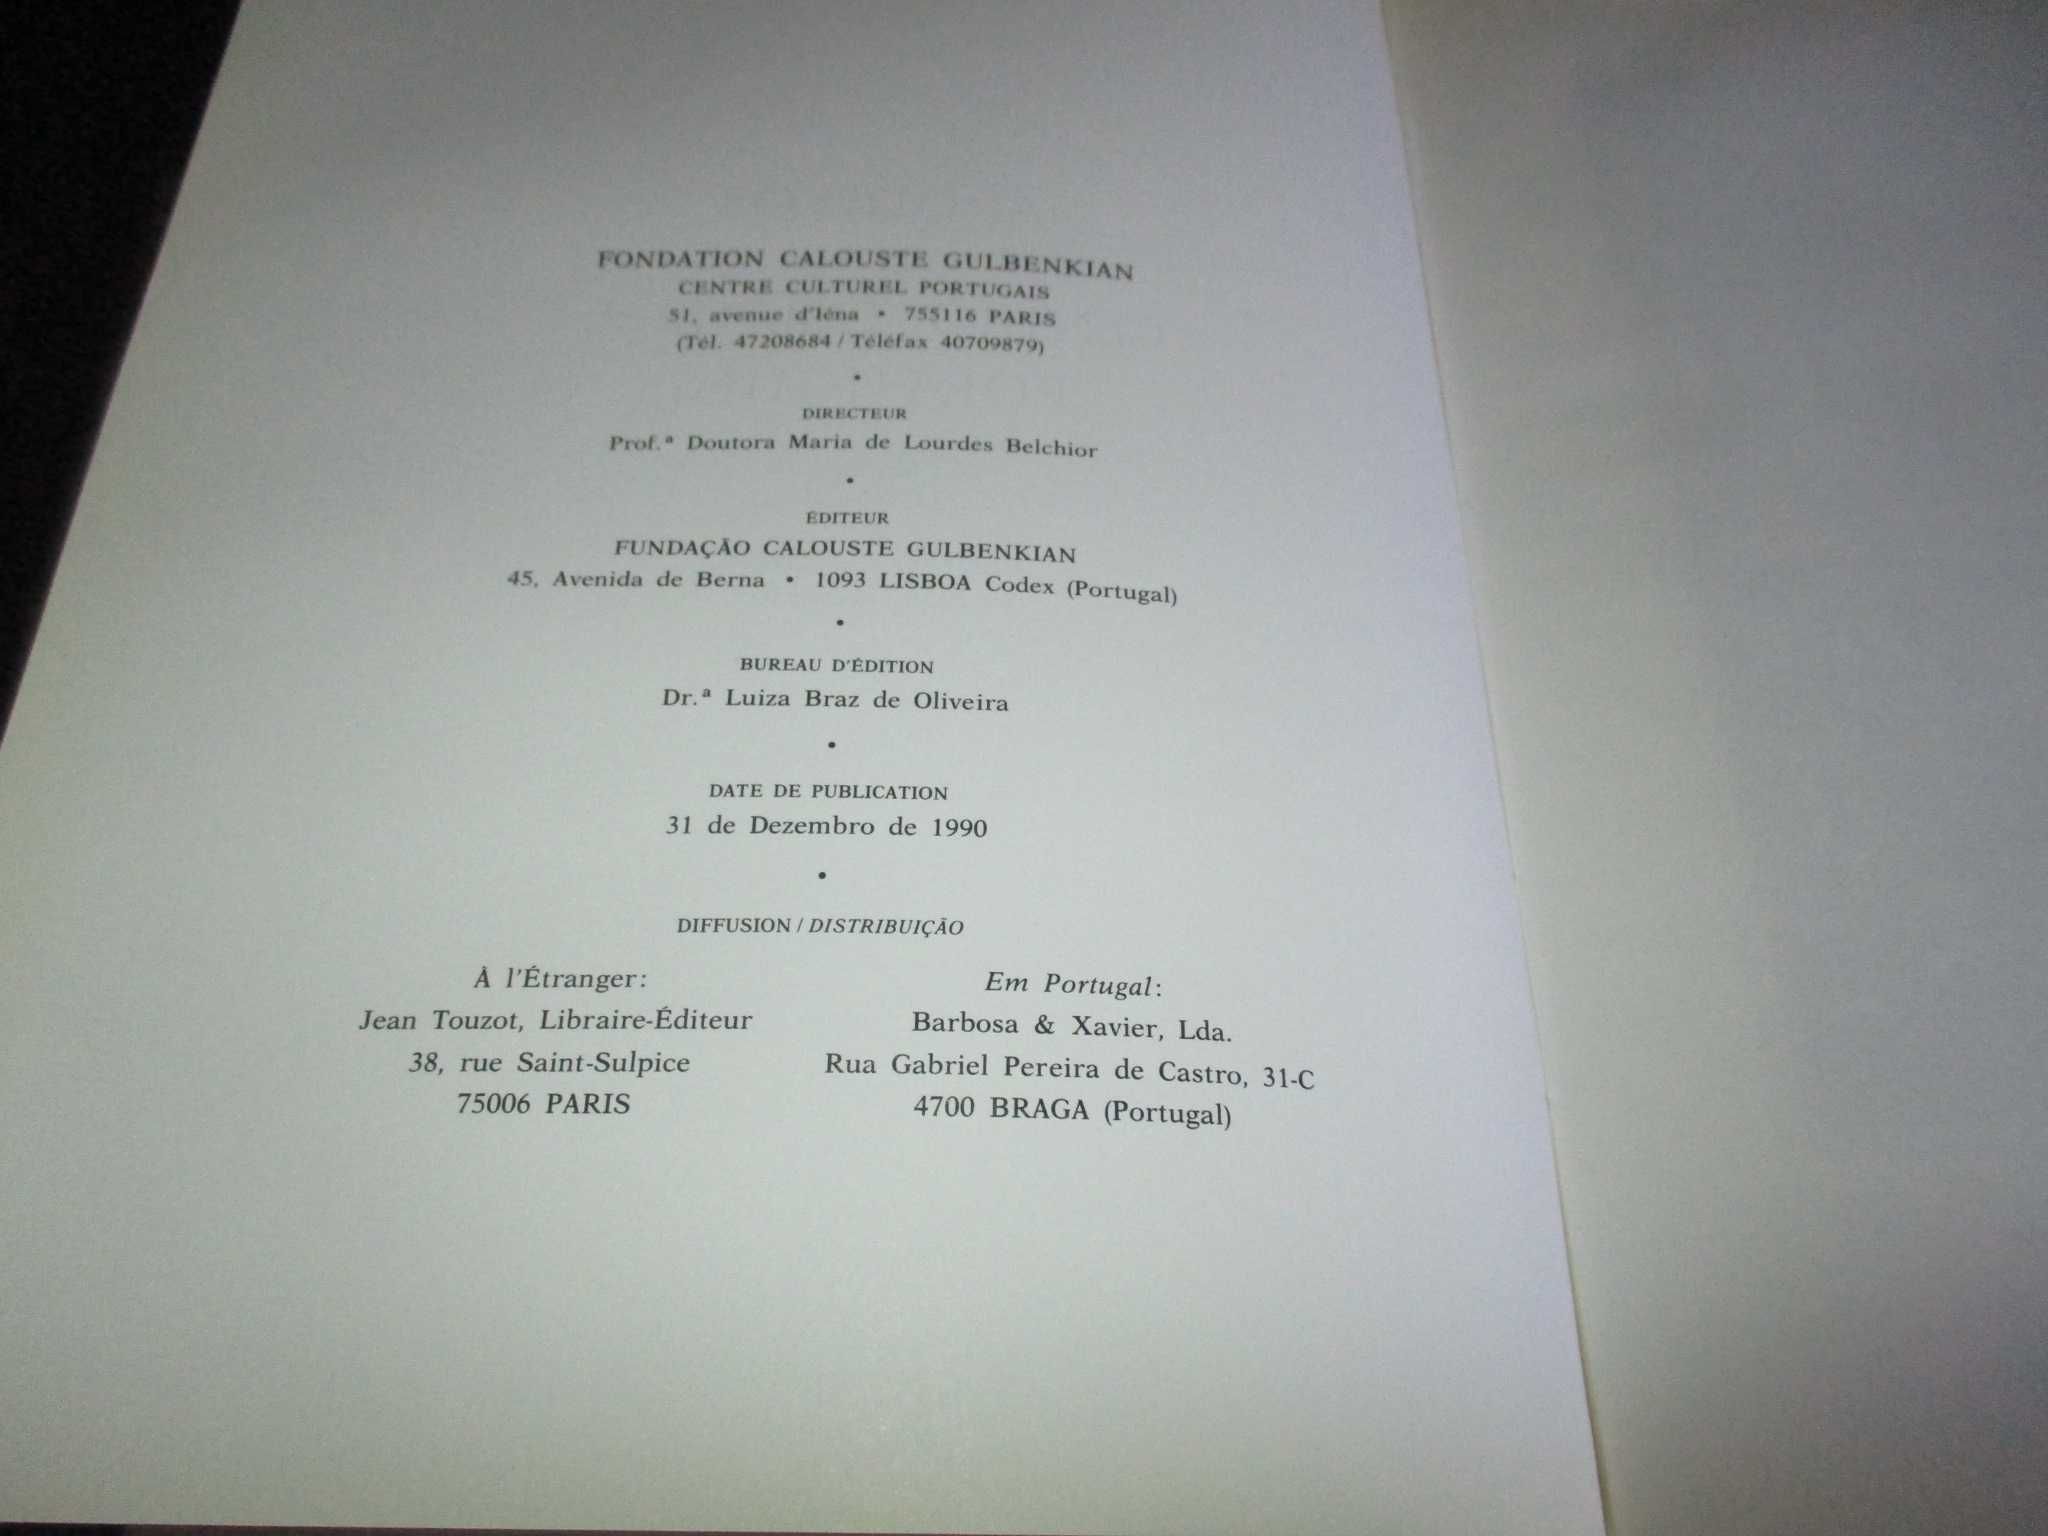 FONDATION CALOUSTE GULBENKIAN
CENTRE CULTUREL PORTUGAIS
51, avenue d'Iéna • 755116 PARIS
(Tél. 47208684 / Téléfax 40709879)
•
DIRECTEUR
Prof.ª Doutora Maria de Lourdes Belchior
•
ÉDITEUR
FUNDAÇÃO CALOUSTE GULBENKIAN
45, Avenida de Berna • 1093 LISBOA Codex (Portugal)
•
BUREAU D'ÉDITION
Dr.ª Luiza Braz de Oliveira
•
DATE DE PUBLICATION
31 de Dezembro de 1990
•
DIFFUSION / DISTRIBUIÇÃO
À l'Étranger:
Jean Touzot, Libraire-Éditeur
38, rue Saint-Sulpice
75006 PARIS
Em Portugal:
Barbosa & Xavier, Lda.
Rua Gabriel Pereira de Castro, 31-C
4700 BRAGA (Portugal)